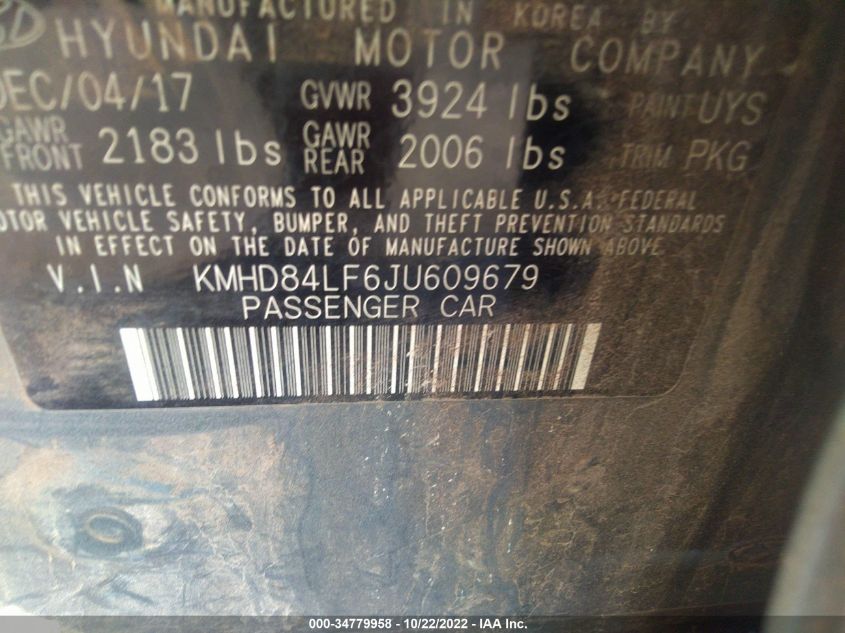 MANUFACTURED IN KOREA BY
HYUNDAI MOTOR COMPANY
DEC/04/17 GVWR 3924 lbs PAINT UYS
GAWR FRONT 2183 lbs GAWR REAR 2006 lbs TRIM PKG
THIS VEHICLE CONFORMS TO ALL APPLICABLE U.S.A. FEDERAL
MOTOR VEHICLE SAFETY, BUMPER, AND THEFT PREVENTION STANDARDS
IN EFFECT ON THE DATE OF MANUFACTURE SHOWN ABOVE
V.I.N KMHD84LF6JU609679
PASSENGER CAR
000-34779958 - 10/22/2022 - IAA Inc.